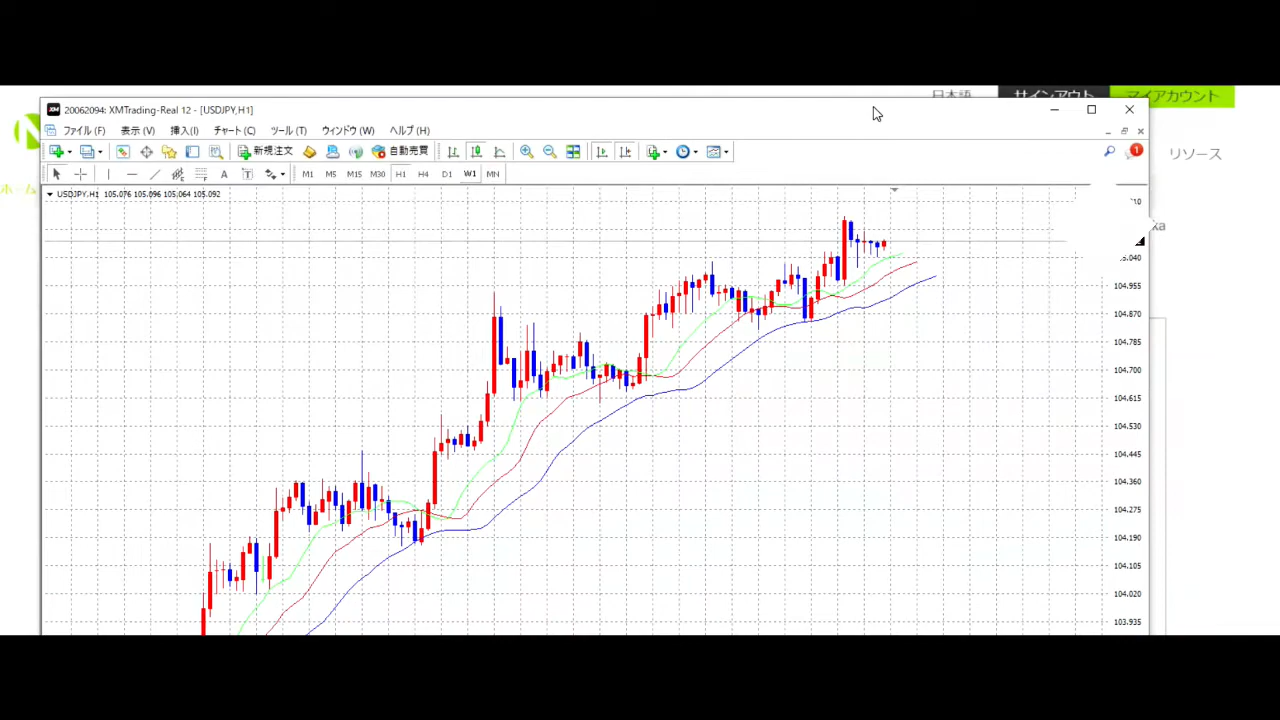 日本語 サインアウト マイアカウント
20062094: XMTrading-Real 12 - [USDJPY,H1]
ファイル (F) 表示 (V) 挿入(I) チャート (C) ツール (T) ウィンドウ (W) ヘルプ (H)
新規注文 自動売買 1
リソース
A T M1 M5 M15 M30 H1 H4 D1 W1 MN
ホーム
USDJPY,H1 105.076 105.096 105.064 105.092
104.955
104.870
104.785
104.700
104.615
104.530
104.445
104.360
104.275
104.190
104.105
104.020
103.935